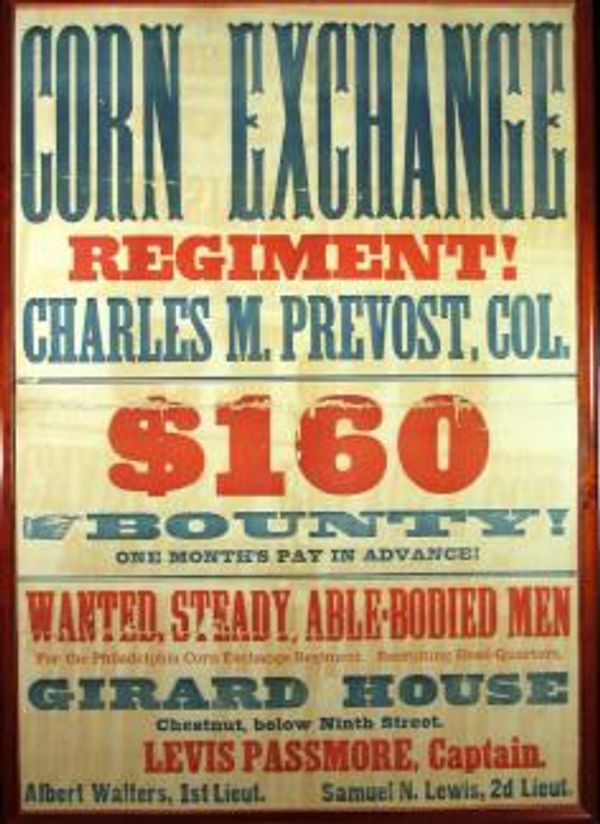 CORN EXCHANGE
REGIMENT!
CHARLES M. PREVOST, COL.
$160
BOUNTY!
ONE MONTH'S PAY IN ADVANCE!
WANTED, STEADY, ABLE-BODIED MEN
For the Philadelphia Corn Exchange Regiment. Recruiting Head-Quarters,
GIRARD HOUSE
Chestnut, below Ninth Street.
LEVIS PASSMORE, Captain.
Albert Walters, 1st Lieut. Samuel N. Lewis, 2d Lieut.